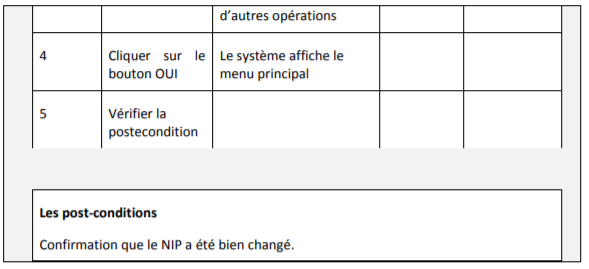 d’autres opérations
4 Cliquer sur le Le système affiche le
bouton OUI menu principal
5 Vérifier la
postecondition
Les post-conditions
Confirmation que le NIP a été bien changé.